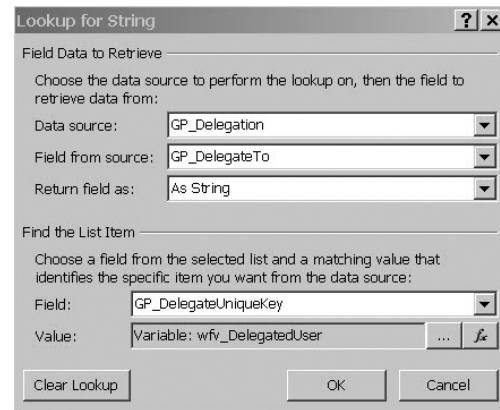 Lookup for String ? ×
Field Data to Retrieve
Choose the data source to perform the lookup on, then the field to
retrieve data from:
Data source: GP_Delegation
Field from source: GP_DelegateTo
Return field as: As String
Find the List Item
Choose a field from the selected list and a matching value that
identifies the specific item you want from the data source:
Field: GP_DelegateUniqueKey
Value: Variable: wfv_DelegatedUser ... fx
Clear Lookup OK Cancel